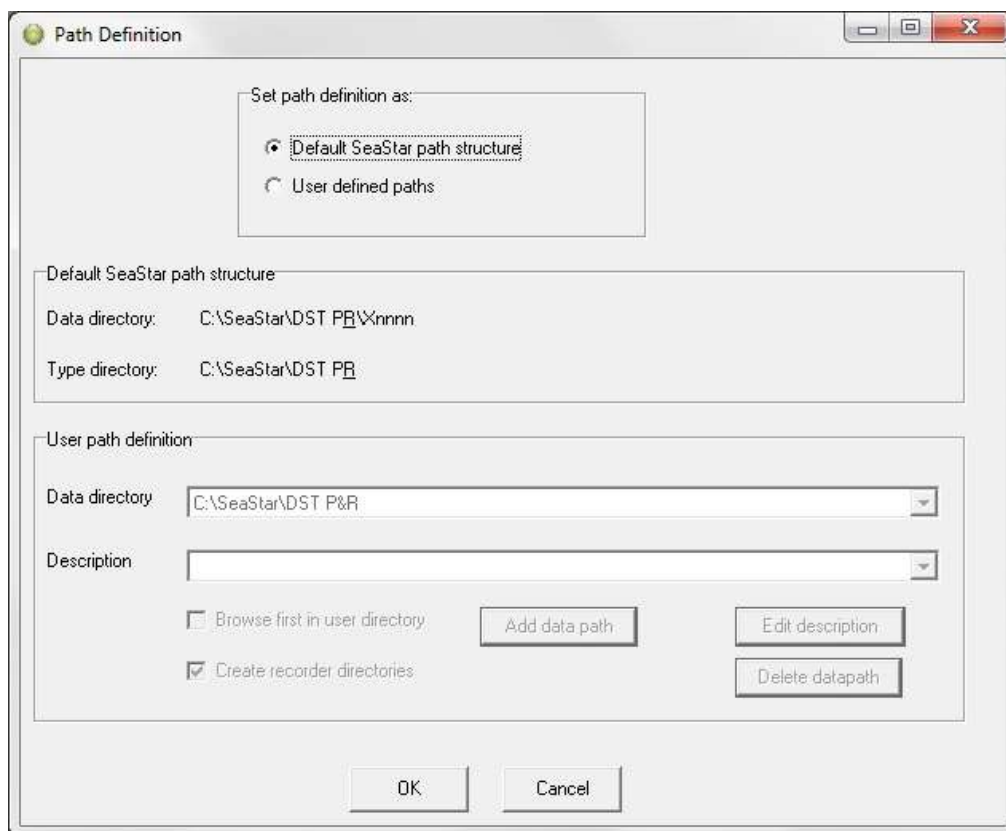 Path Definition
Set path definition as:
Default SeaStar path structure
User defined paths
Default SeaStar path structure
Data directory: C:\SeaStar\DST PR\Xnnnn
Type directory: C:\SeaStar\DST PR
User path definition
Data directory C:\SeaStar\DST P&R
Description
Browse first in user directory Add data path Edit description
Create recorder directories Delete datapath
OK Cancel